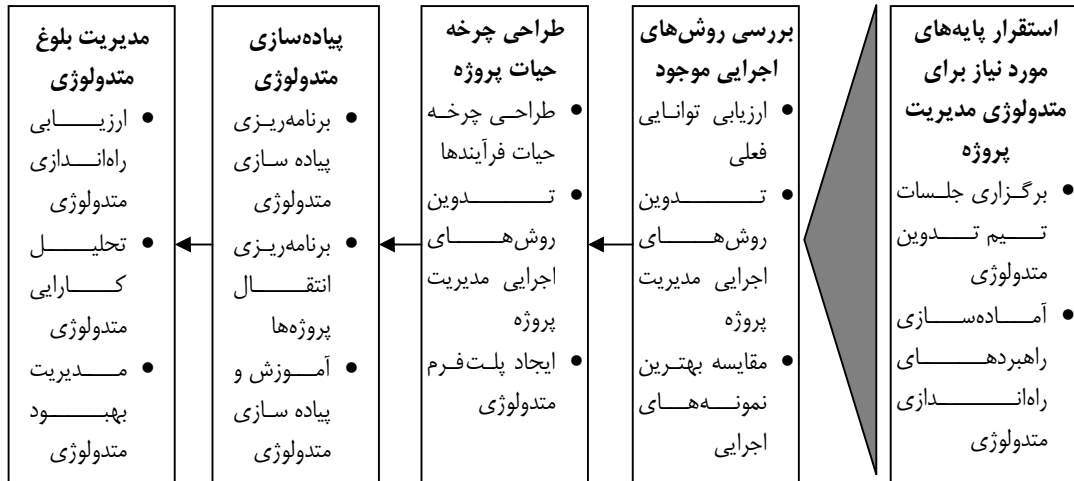 استقرار پایه‌های
مورد نیاز برای
متدولوژی مدیریت
پروژه
• برگزاری جلسات
تیم تدوین
متدولوژی
• آماده‌سازی
راهبردهای
راه‌اندازی
متدولوژی
بررسی روش‌های
اجرایی موجود
• ارزیابی توانایی
فعلی
• تدوین
روش‌های
اجرایی مدیریت
پروژه
• مقایسه بهترین
نمونه‌های
اجرایی
طراحی چرخه
حیات پروژه
• طراحی چرخه
حیات فرآیندها
• تدوین
روش‌های
اجرایی مدیریت
پروژه
• ایجاد پلت‌فرم
متدولوژی
پیاده‌سازی
متدولوژی
• برنامه‌ریزی
پیاده سازی
متدولوژی
• برنامه‌ریزی
انتقال
پروژه‌ها
• آموزش و
پیاده سازی
متدولوژی
مدیریت بلوغ
متدولوژی
• ارزیابی
راه‌اندازی
متدولوژی
• تحلیل
کارایی
متدولوژی
• مدیریت
بهبود
متدولوژی